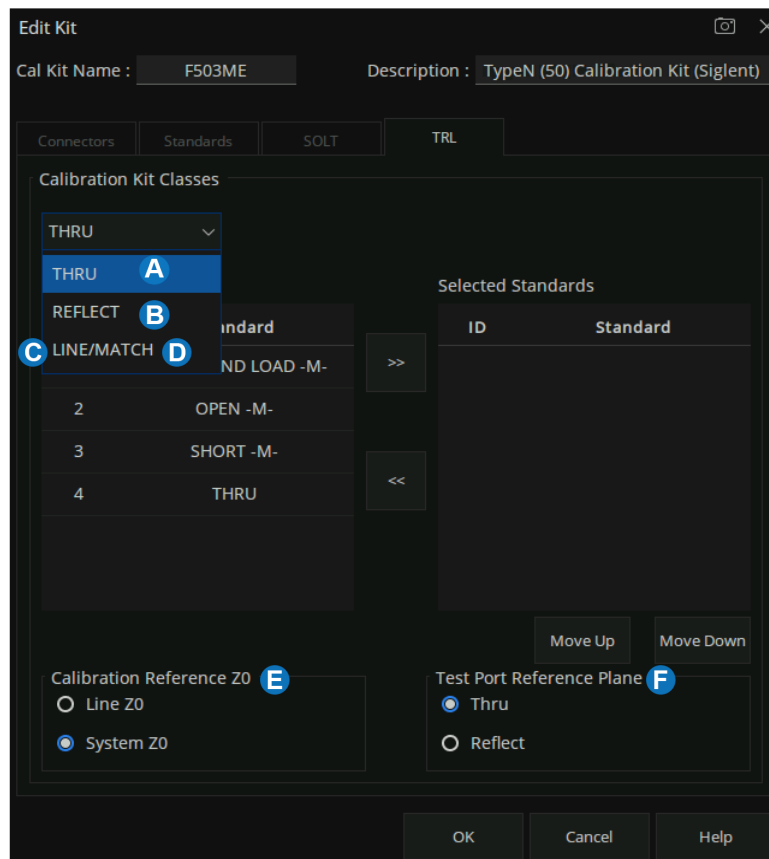 Edit Kit
Cal Kit Name : F503ME Description : TypeN (50) Calibration Kit (Siglent)
Connectors Standards SOLT TRL
Calibration Kit Classes
THRU
THRU A
REFLECT B
C LINE/MATCH D
Selected Standards
ndard ID Standard
ND LOAD -M- >>
2 OPEN -M-
3 SHORT -M-
4 THRU <<
Move Up Move Down
Calibration Reference Z0 E Test Port Reference Plane F
Line Z0 Thru
System Z0 Reflect
OK Cancel Help